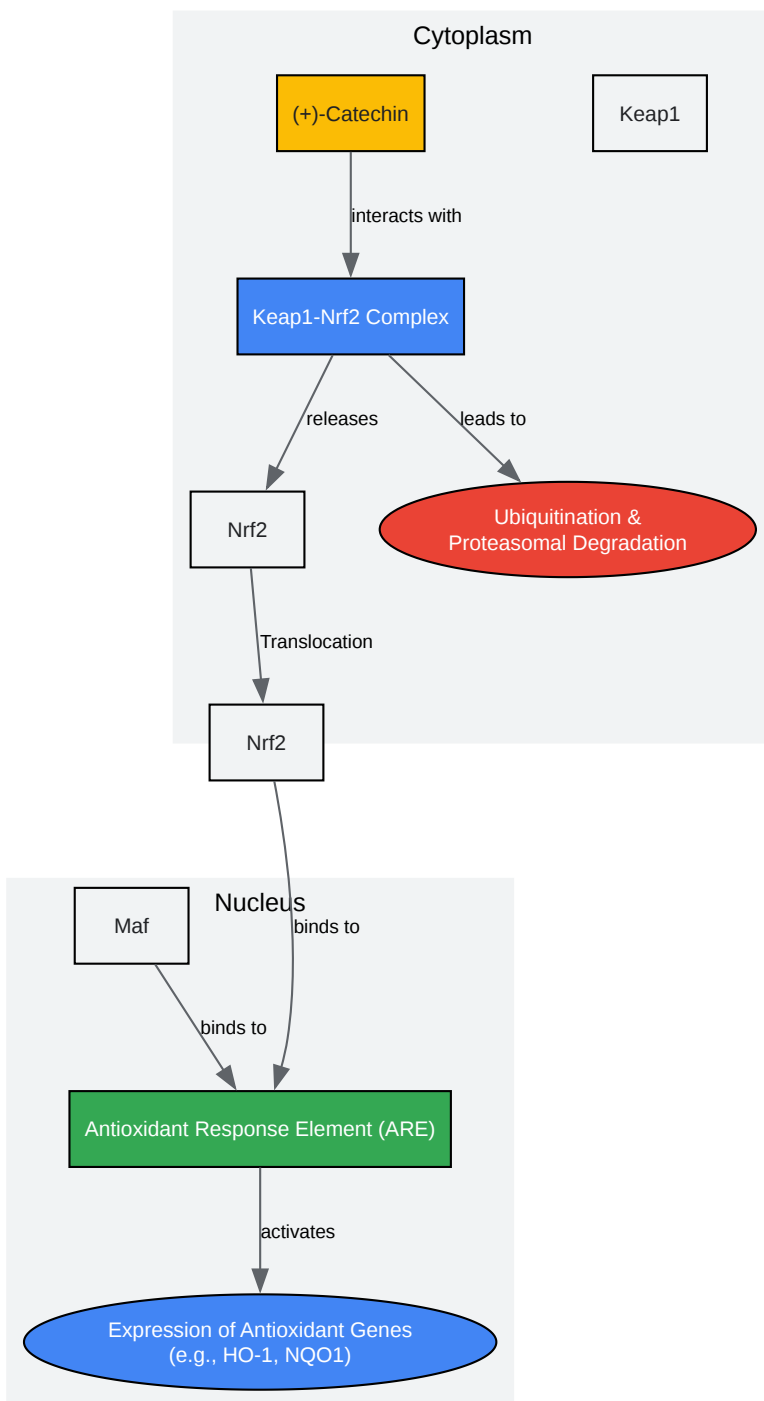 Cytoplasm
(+)-Catechin
Keap1
interacts with
Keap1-Nrf2 Complex
releases
leads to
Nrf2
Ubiquitination &
Proteasomal Degradation
Translocation
Nrf2
Nucleus
Maf
binds to
binds to
Antioxidant Response Element (ARE)
activates
Expression of Antioxidant Genes
(e.g., HO-1, NQO1)